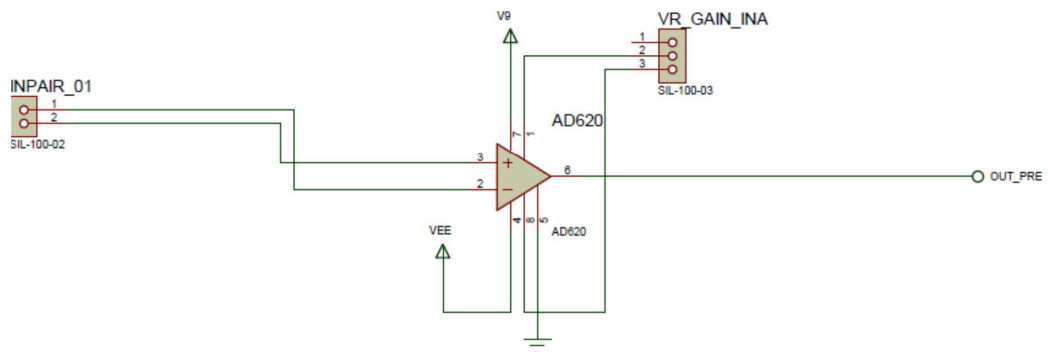 V9
VR_GAIN_INA
1
2
3
SIL-100-03
INPAIR_01
1
2
SIL-100-02
AD620
7
1
3
2
6
OUT_PRE
4
8
5
AD620
VEE